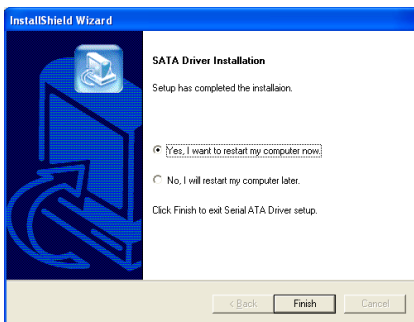 InstallShield Wizard
SATA Driver Installation
Setup has completed the installaion.
Yes, I want to restart my computer now.
No, I will restart my computer later.
Click Finish to exit Serial ATA Driver setup.
< Back Finish Cancel